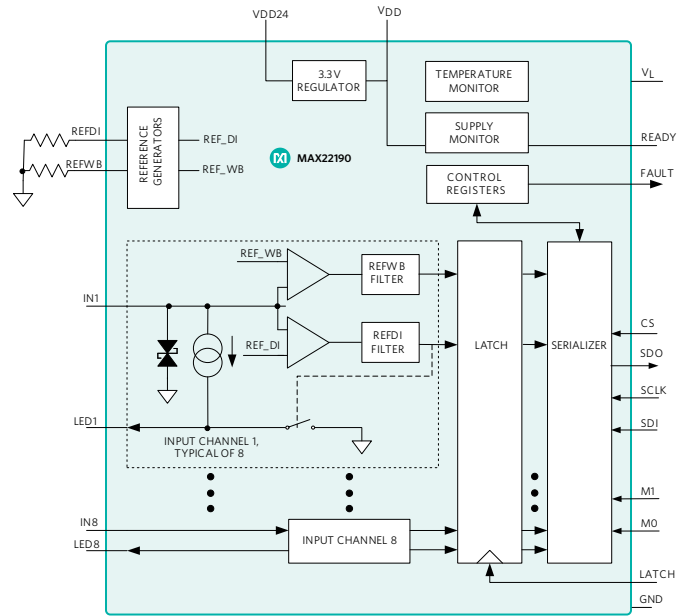 VDD24
VDD
3.3 V
REGULATOR
TEMPERATURE
MONITOR
VL
SUPPLY
MONITOR
READY
REFDI
REFWB
REFERENCE
GENERATORS
REF_DI
REF_WB
MAX22190
CONTROL
REGISTERS
FAULT
REF_WB
REFWB
FILTER
IN1
REF_DI
REFDI
FILTER
LATCH
SERIALIZER
CS
SDO
SCLK
SDI
LED1
INPUT CHANNEL 1,
TYPICAL OF 8
M1
IN8
M0
LED8
INPUT CHANNEL 8
LATCH
GND